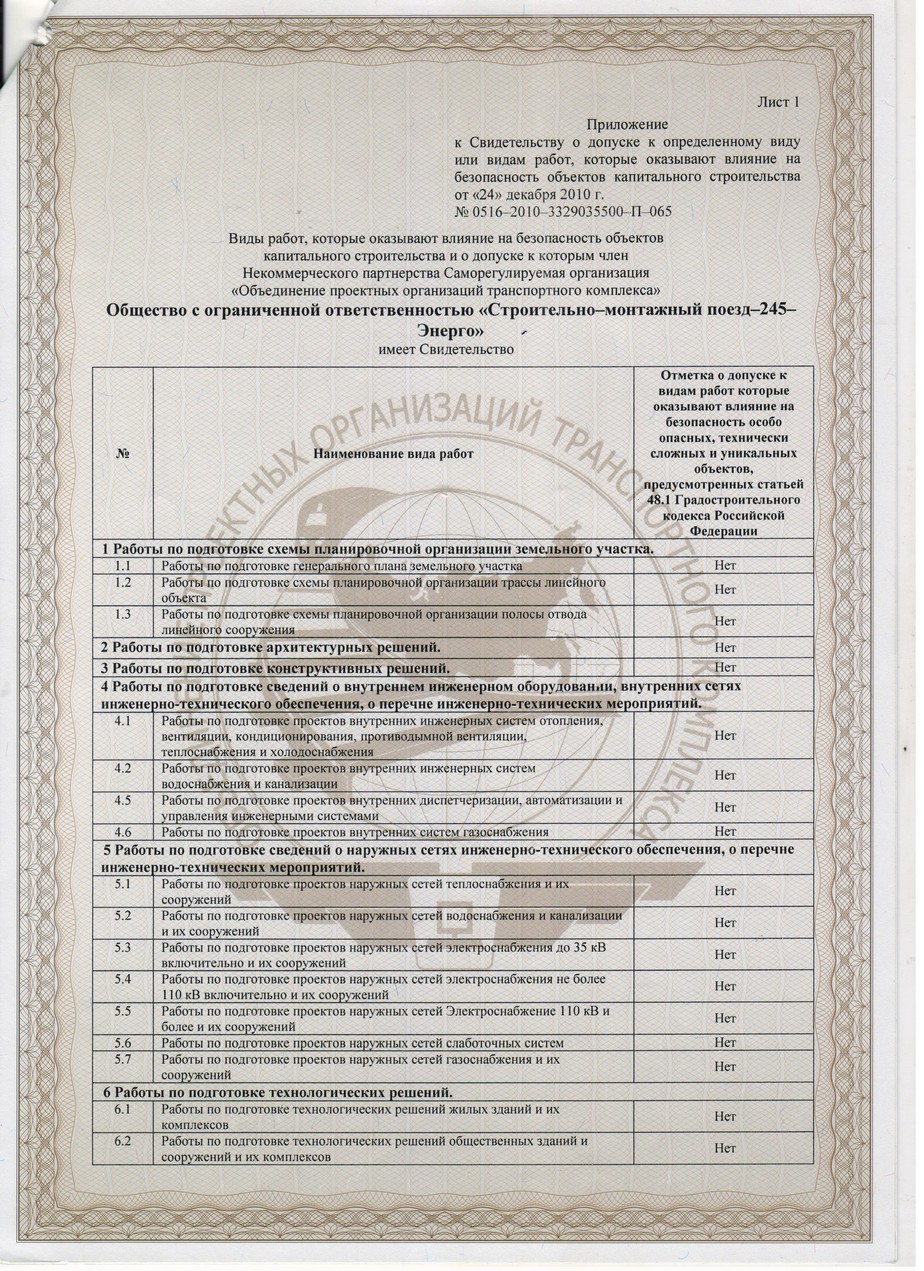 Лист 1
Приложение
к Свидетельству о допуске к определенному виду
или видам работ, которые оказывают влияние на
безопасность объектов капитального строительства
от «24» декабря 2010 г.
№ 0516–2010–3329035500–П–065
Виды работ, которые оказывают влияние на безопасность объектов
капитального строительства и о допуске к которым член
Некоммерческого партнерства Саморегулируемая организация
«Объединение проектных организаций транспортного комплекса»
Общество с ограниченной ответственностью «Строительно–монтажный поезд–245–
Энерго»
имеет Свидетельство
№
Наименование вида работ
Отметка о допуске к
видам работ которые
оказывают влияние на
безопасность особо
опасных, технически
сложных и уникальных
объектов,
предусмотренных статьей
48.1 Градостроительного
кодекса Российской
Федерации
1 Работы по подготовке схемы планировочной организации земельного участка.
1.1 Работы по подготовке генерального плана земельного участка Нет
1.2 Работы по подготовке схемы планировочной организации трассы линейного
объекта Нет
1.3 Работы по подготовке схемы планировочной организации полосы отвода
линейного сооружения Нет
2 Работы по подготовке архитектурных решений. Нет
3 Работы по подготовке конструктивных решений. Нет
4 Работы по подготовке сведений о внутреннем инженерном оборудовании, внутренних сетях
инженерно-технического обеспечения, о перечне инженерно-технических мероприятий.
4.1 Работы по подготовке проектов внутренних инженерных систем отопления,
вентиляции, кондиционирования, противодымной вентиляции, Нет
теплоснабжения и холодоснабжения
4.2 Работы по подготовке проектов внутренних инженерных систем
водоснабжения и канализации Нет
4.5 Работы по подготовке проектов внутренних диспетчеризации, автоматизации и
управления инженерными системами Нет
4.6 Работы по подготовке проектов внутренних систем газоснабжения Нет
5 Работы по подготовке сведений о наружных сетях инженерно-технического обеспечения, о перечне
инженерно-технических мероприятий.
5.1 Работы по подготовке проектов наружных сетей теплоснабжения и их
сооружений Нет
5.2 Работы по подготовке проектов наружных сетей водоснабжения и канализации
и их сооружений Нет
5.3 Работы по подготовке проектов наружных сетей электроснабжения до 35 кВ
включительно и их сооружений Нет
5.4 Работы по подготовке проектов наружных сетей электроснабжения не более
110 кВ включительно и их сооружений Нет
5.5 Работы по подготовке проектов наружных сетей Электроснабжение 110 кВ и
более и их сооружений Нет
5.6 Работы по подготовке проектов наружных сетей слаботочных систем Нет
5.7 Работы по подготовке проектов наружных сетей газоснабжения и их
сооружений Нет
6 Работы по подготовке технологических решений.
6.1 Работы по подготовке технологических решений жилых зданий и их
комплексов Нет
6.2 Работы по подготовке технологических решений общественных зданий и
сооружений и их комплексов Нет
ОРГАНИЗАЦИЙ ТРАНСПОРТНОГО КОМПЛЕКСА